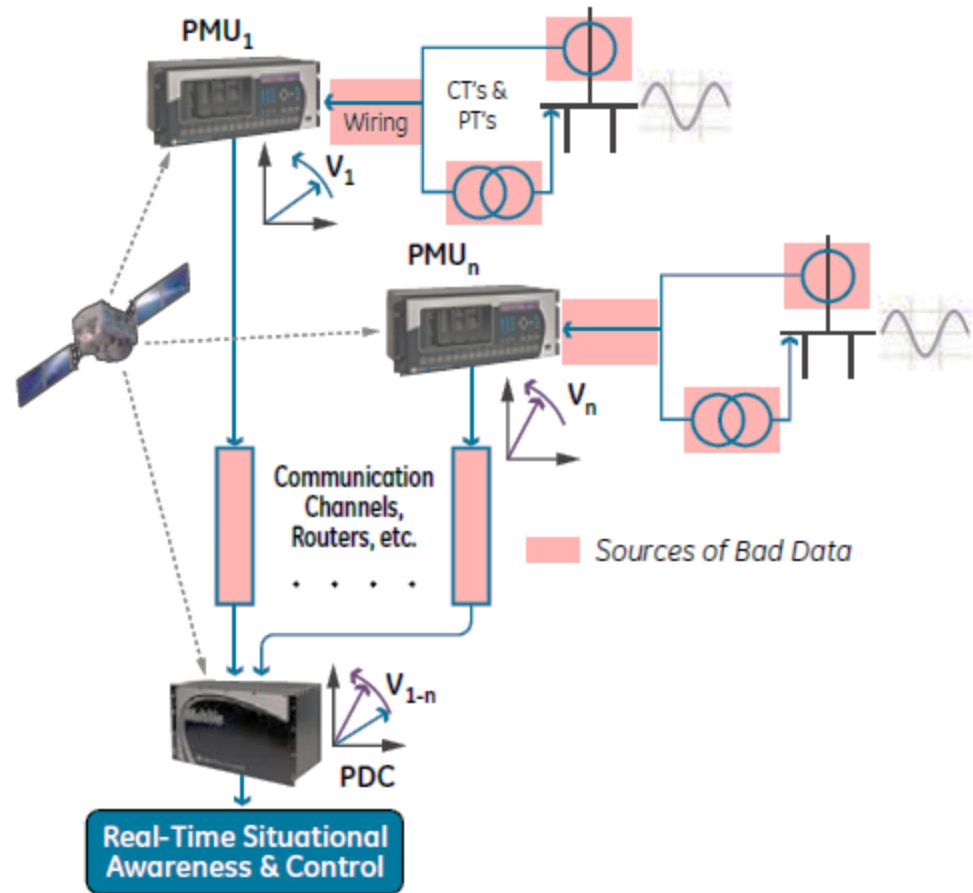 PMU1
CT's &
PT's
Wiring
V1
PMUn
Vn
Communication
Channels,
Routers, etc.
. . . .
Sources of Bad Data
V1-n
PDC
Real-Time Situational
Awareness & Control